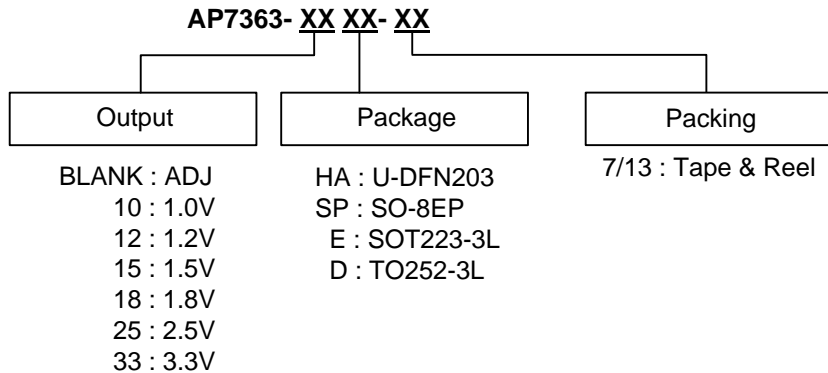 AP7363- XX XX- XX
Output
Package
Packing
BLANK : ADJ
10 : 1.0V
12 : 1.2V
15 : 1.5V
18 : 1.8V
25 : 2.5V
33 : 3.3V
HA : U-DFN203
SP : SO-8EP
E : SOT223-3L
D : TO252-3L
7/13 : Tape & Reel